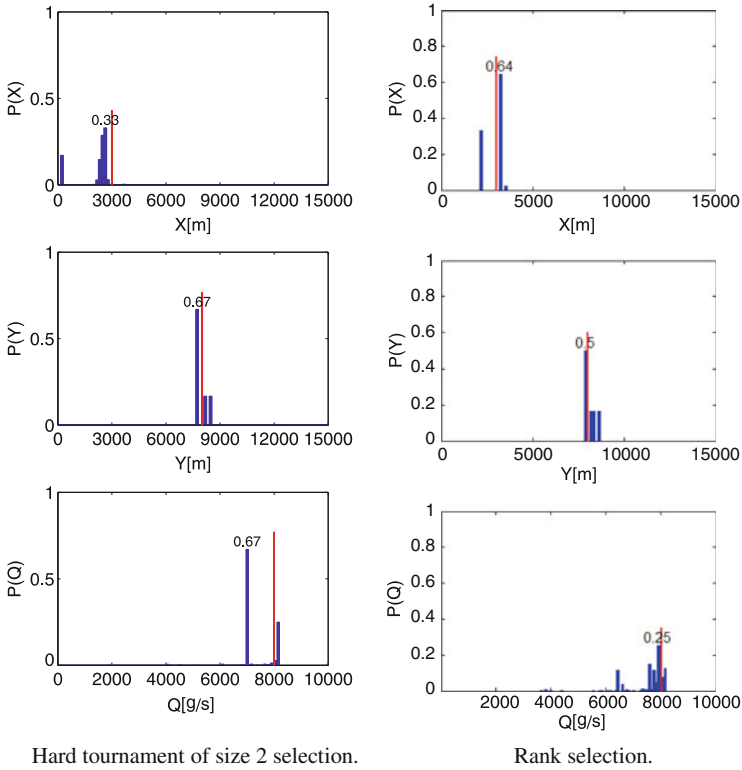 1
0.5
0
P(X)
0.33
0 3000 6000 9000 12000 15000
X[m]
1
0.8
0.6
0.4
0.2
0
P(X)
0.64
0 5000 10000 15000
X[m]
1
0.5
0
P(Y)
0.67
0 3000 6000 9000 12000 15000
Y[m]
1
0.8
0.6
0.4
0.2
0
P(Y)
0.5
0 5000 10000 15000
Y[m]
1
0.5
0
P(Q)
0.67
0 2000 4000 6000 8000 10000
Q[g/s]
1
0.8
0.6
0.4
0.2
0
P(Q)
0.25
2000 4000 6000 8000 10000
Q[g/s]
Hard tournament of size 2 selection.
Rank selection.